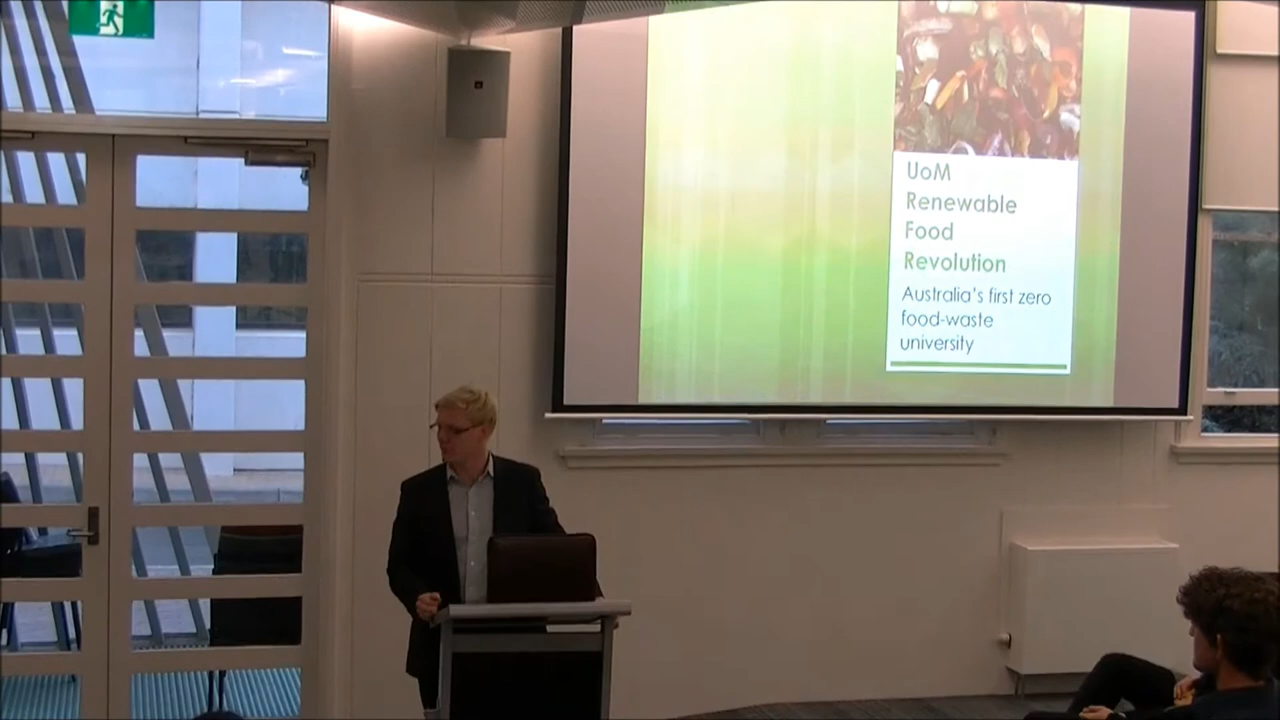 UoM
Renewable
Food
Revolution
Australia's first zero
food-waste
university